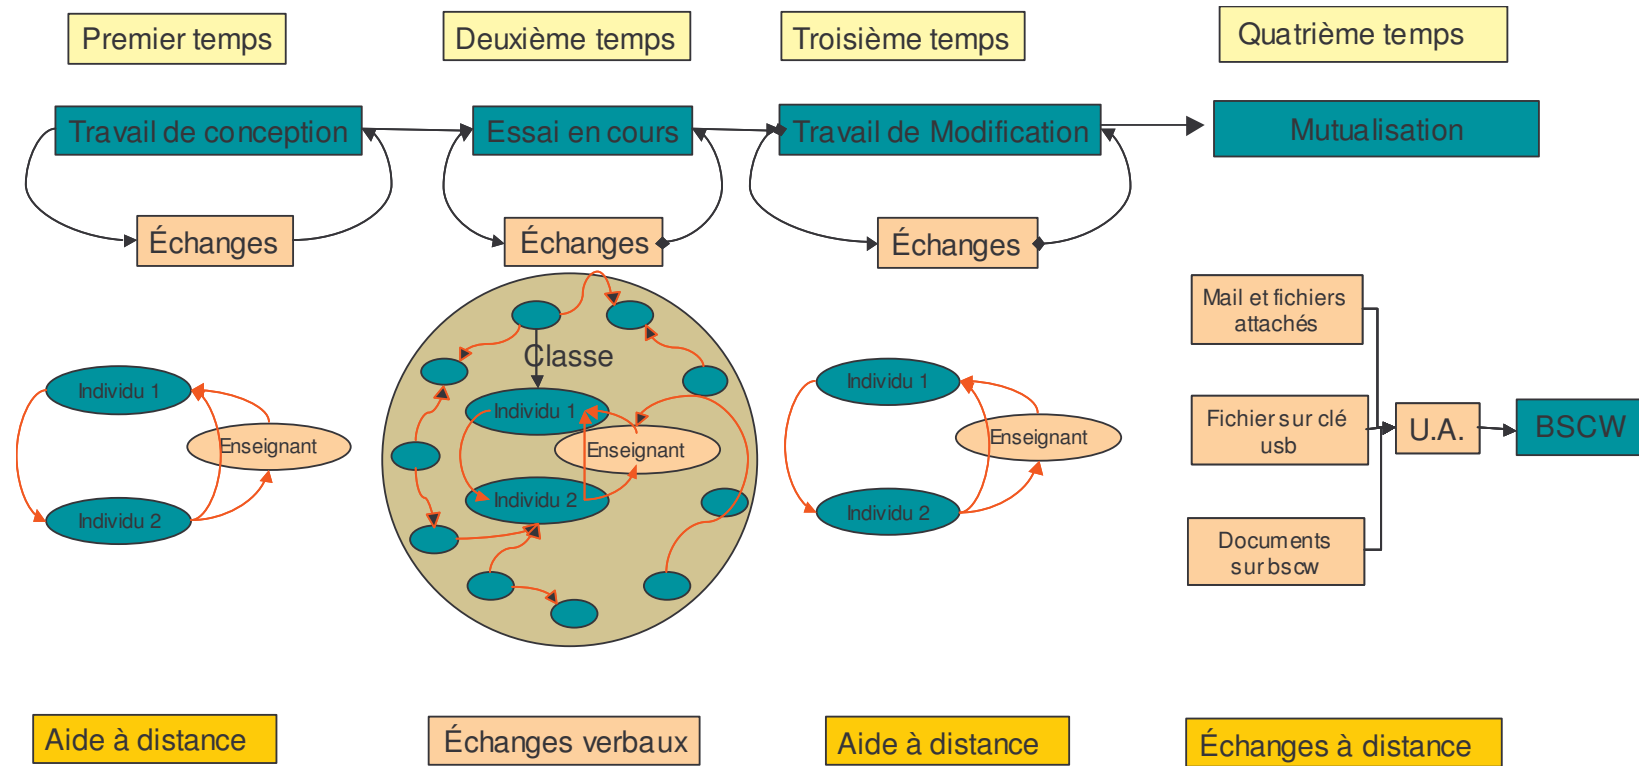 Premier temps
Deuxième temps
Troisième temps
Quatrième temps
Travail de conception
Essai en cours
Travail de Modification
Mutualisation
Échanges
Échanges
Échanges
Individu 1
Enseignant
Individu 2
Classe
Individu 1
Enseignant
Individu 2
Individu 1
Enseignant
Individu 2
Mail et fichiers
attachés
Fichier sur clé
usb
Documents
sur bscw
U.A.
BSCW
Aide à distance
Échanges verbaux
Aide à distance
Échanges à distance